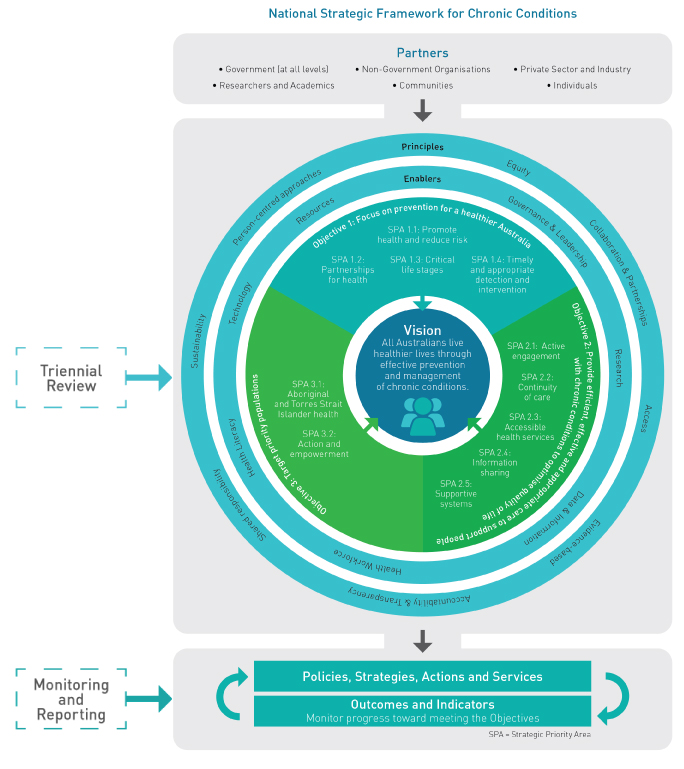 National Strategic Framework for Chronic Conditions
Partners
• Government (at all levels)
• Non-Government Organisations
• Private Sector and Industry
• Researchers and Academics
• Communities
• Individuals
Principles
Equity
Collaboration & Partnerships
Access
Evidence-based
Accountability & Transparency
Shared responsibility
Sustainability
Person-centred approaches
Enablers
Governance & Leadership
Research
Data & Information
Health Workforce
Health Literacy
Technology
Resources
Objective 1: Focus on prevention for a healthier Australia
SPA 1.1: Promote
health and reduce risk
SPA 1.2:
Partnerships
for health
SPA 1.3: Critical
life stages
SPA 1.4: Timely
and appropriate
detection and
intervention
Objective 2: Provide efficient, effective and appropriate care to support people
with chronic conditions to optimise quality of life
SPA 2.1: Active
engagement
SPA 2.2:
Continuity
of care
SPA 2.3:
Accessible
health services
SPA 2.4:
Information
sharing
SPA 2.5:
Supportive
systems
Objective 3: Target priority populations
SPA 3.1:
Aboriginal
and Torres Strait
Islander health
SPA 3.2:
Action and
empowerment
Vision
All Australians live
healthier lives through
effective prevention
and management
of chronic conditions.
Triennial
Review
Monitoring
and
Reporting
Policies, Strategies, Actions and Services
Outcomes and Indicators
Monitor progress toward meeting the Objectives
SPA = Strategic Priority Area